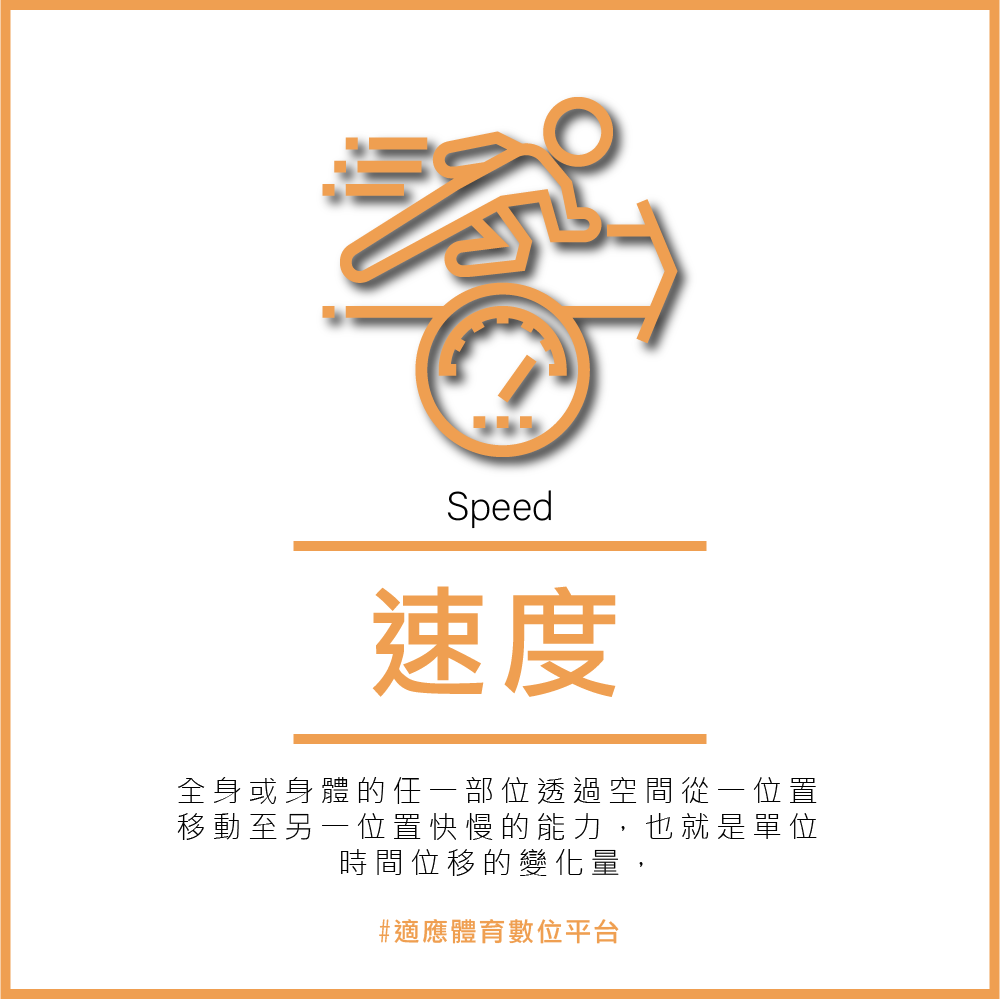 Speed
速度
全身或身體的任一部位透過空間從一位置
移動至另一位置快慢的能力，也就是單位
時間位移的變化量，
#適應體育數位平台